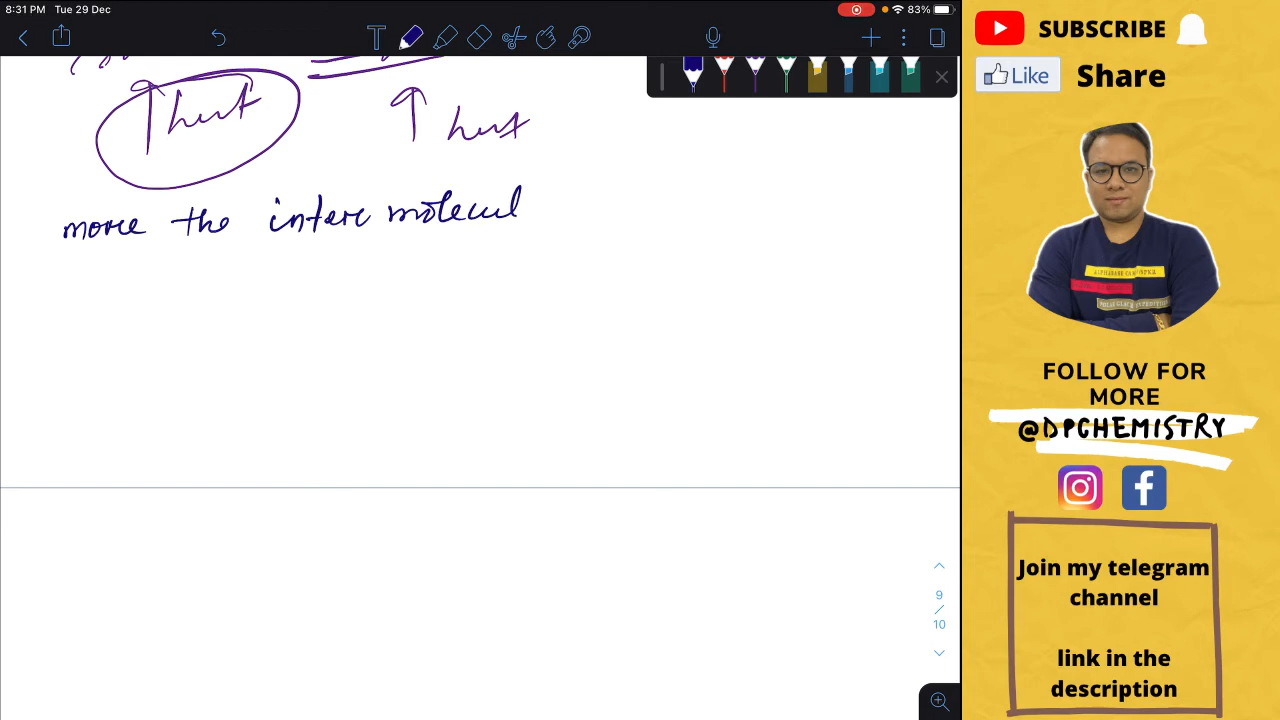 8:31 PM Tue 29 Dec
83%
heat
heat
more the inter molecul
9
/
10
SUBSCRIBE
Like Share
FOLLOW FOR
MORE
@DPCHEMISTRY
Join my telegram
channel
link in the
description